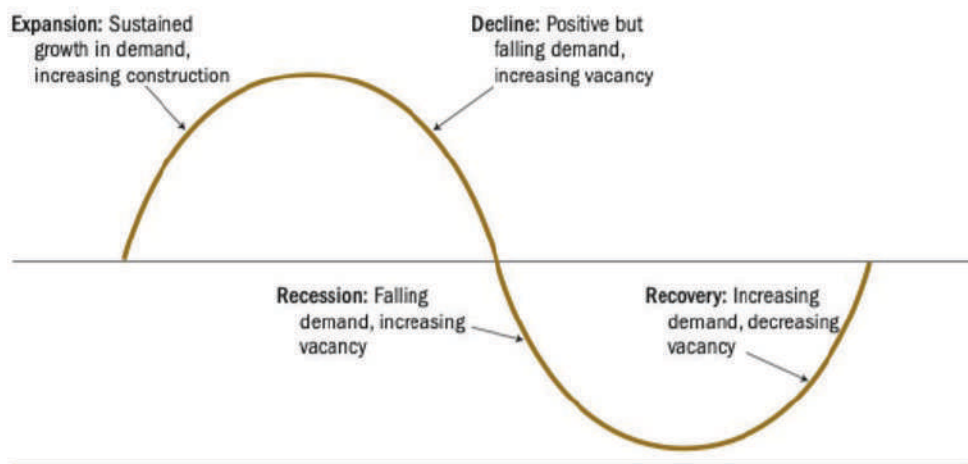 Expansion: Sustained
growth in demand,
increasing construction
Decline: Positive but
falling demand,
increasing vacancy
Recession: Falling
demand, increasing
vacancy
Recovery: Increasing
demand, decreasing
vacancy